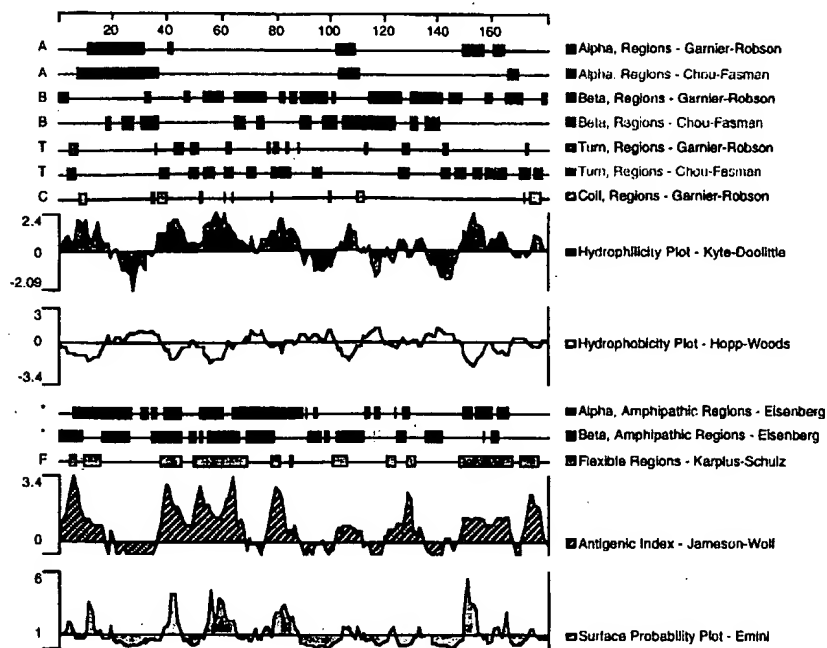 20 40 60 80 100 120 140 160
A Alpha, Regions - Garnier-Robson
A Alpha, Regions - Chou-Fasman
B Beta, Regions - Garnier-Robson
B Beta, Regions - Chou-Fasman
T Turn, Regions - Garnier-Robson
T Turn, Regions - Chou-Fasman
C Coil, Regions - Garnier-Robson
2.4
0 Hydrophilicity Plot - Kyte-Doolittle
-2.09
3
0 Hydrophobicity Plot - Hopp-Woods
-3.4
* Alpha, Amphipathic Regions - Eisenberg
* Beta, Amphipathic Regions - Eisenberg
F Flexible Regions - Karplus-Schulz
3.4
0 Antigenic Index - Jameson-Wolf
6
1 Surface Probability Plot - Emini